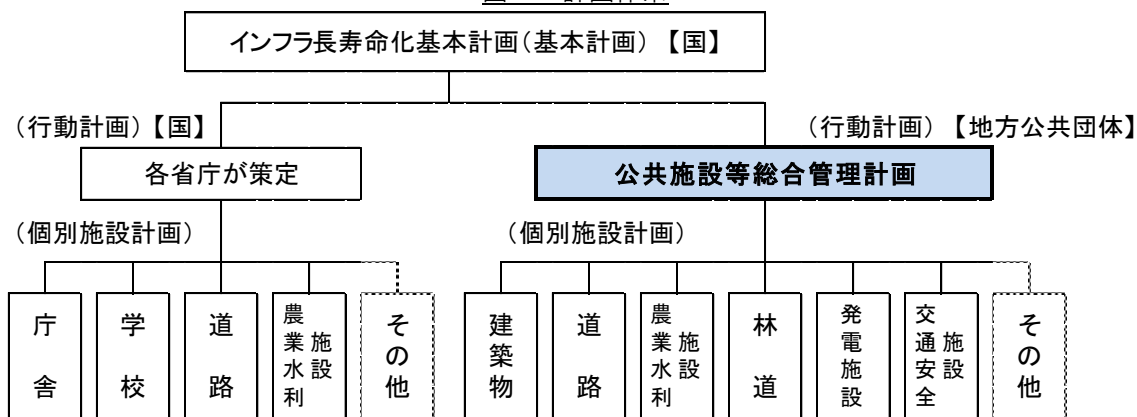 インフラ長寿命化基本計画(基本計画) 【国】
(行動計画)【国】
(行動計画) 【地方公共団体】
各省庁が策定
公共施設等総合管理計画
(個別施設計画)
(個別施設計画)
庁舎
学校
道路
農業水利施設
その他
建築物
道路
農業水利施設
林道
発電施設
交通安全施設
その他